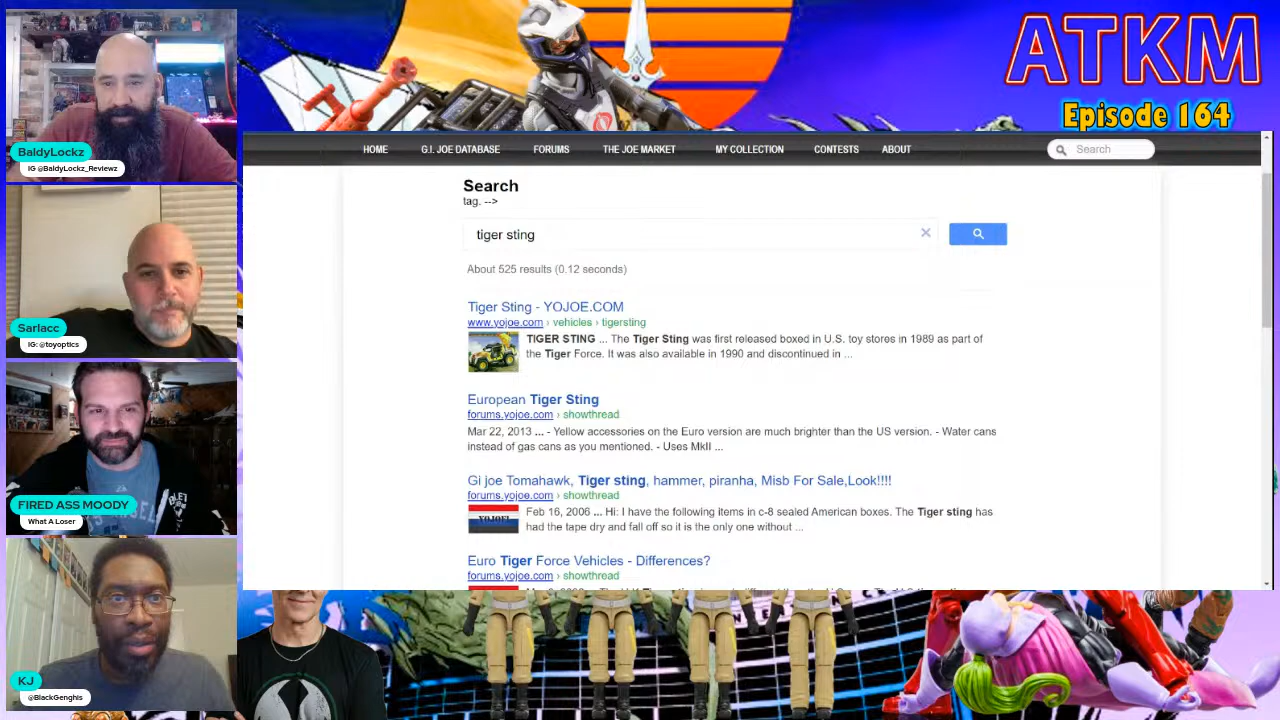 ATKM
Episode 164
BaldyLockz
IG @BaldyLockz_Reviewz
Sarlacc
IG: @toyoptics
FIRED ASS MOODY
What A Loser
KJ
@BlackGenghis
HOME G.I. JOE DATABASE FORUMS THE JOE MARKET MY COLLECTION CONTESTS ABOUT Search
Search
tag. -->
tiger sting
About 525 results (0.12 seconds)
Tiger Sting - YOJOE.COM
www.yojoe.com › vehicles › tigersting
TIGER STING ... The Tiger Sting was first released boxed in U.S. toy stores in 1989 as part of
the Tiger Force. It was also available in 1990 and discontinued in ...
European Tiger Sting
forums.yojoe.com › showthread
Mar 22, 2013 ... - Yellow accessories on the Euro version are much brighter than the US version. - Water cans
instead of gas cans as you mentioned. - Uses MkII ...
Gi joe Tomahawk, Tiger sting, hammer, piranha, Misb For Sale,Look!!!!
forums.yojoe.com › showthread
Feb 16, 2006 ... Hi: I have the following items in c-8 sealed American boxes. The Tiger sting has
had the tape dry and fall off so it is the only one without ...
Euro Tiger Force Vehicles - Differences?
forums.yojoe.com › showthread